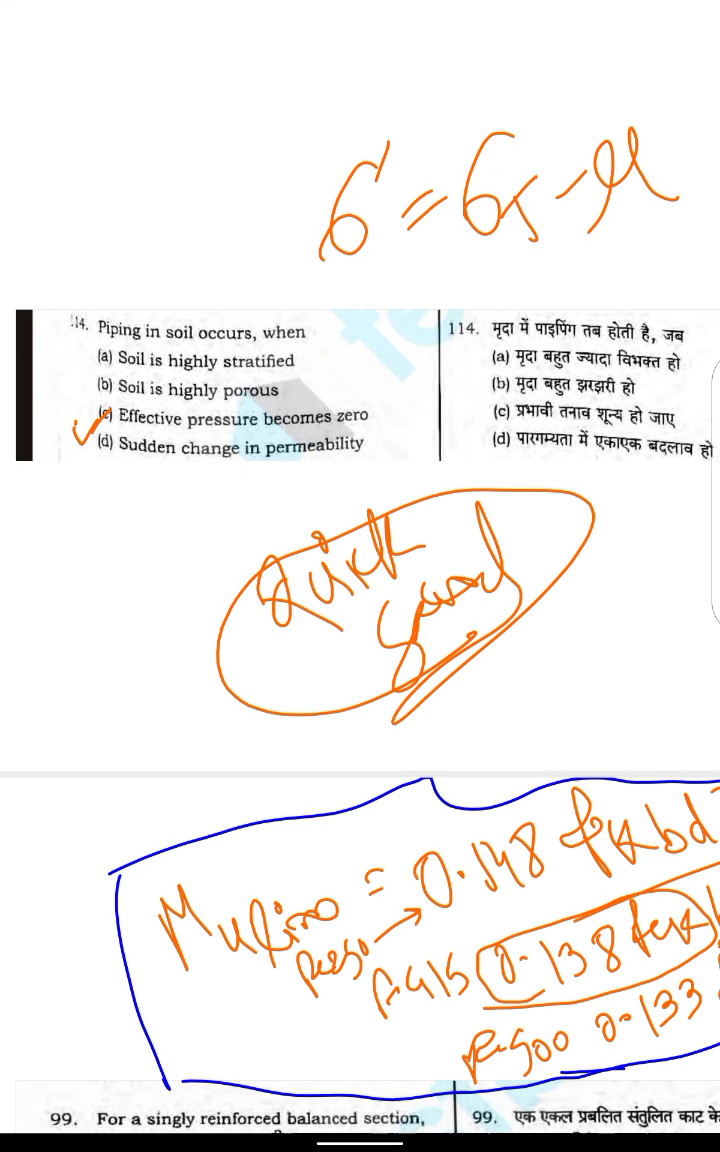 σ' = σ - u
114. Piping in soil occurs, when
(a) Soil is highly stratified
(b) Soil is highly porous
(c) Effective pressure becomes zero
(d) Sudden change in permeability
114. मृदा में पाइपिंग तब होती है, जब
(a) मृदा बहुत ज्यादा विभक्त हो
(b) मृदा बहुत झरझरी हो
(c) प्रभावी तनाव शून्य हो जाए
(d) पारगम्यता में एकाएक बदलाव हो
Quick
Sand
Mulim = 0.148 fck bd
Fe250
Fe415 0.138 fck
Fe500 0.133
99. For a singly reinforced balanced section,
99. एक एकल प्रबलित संतुलित काट के